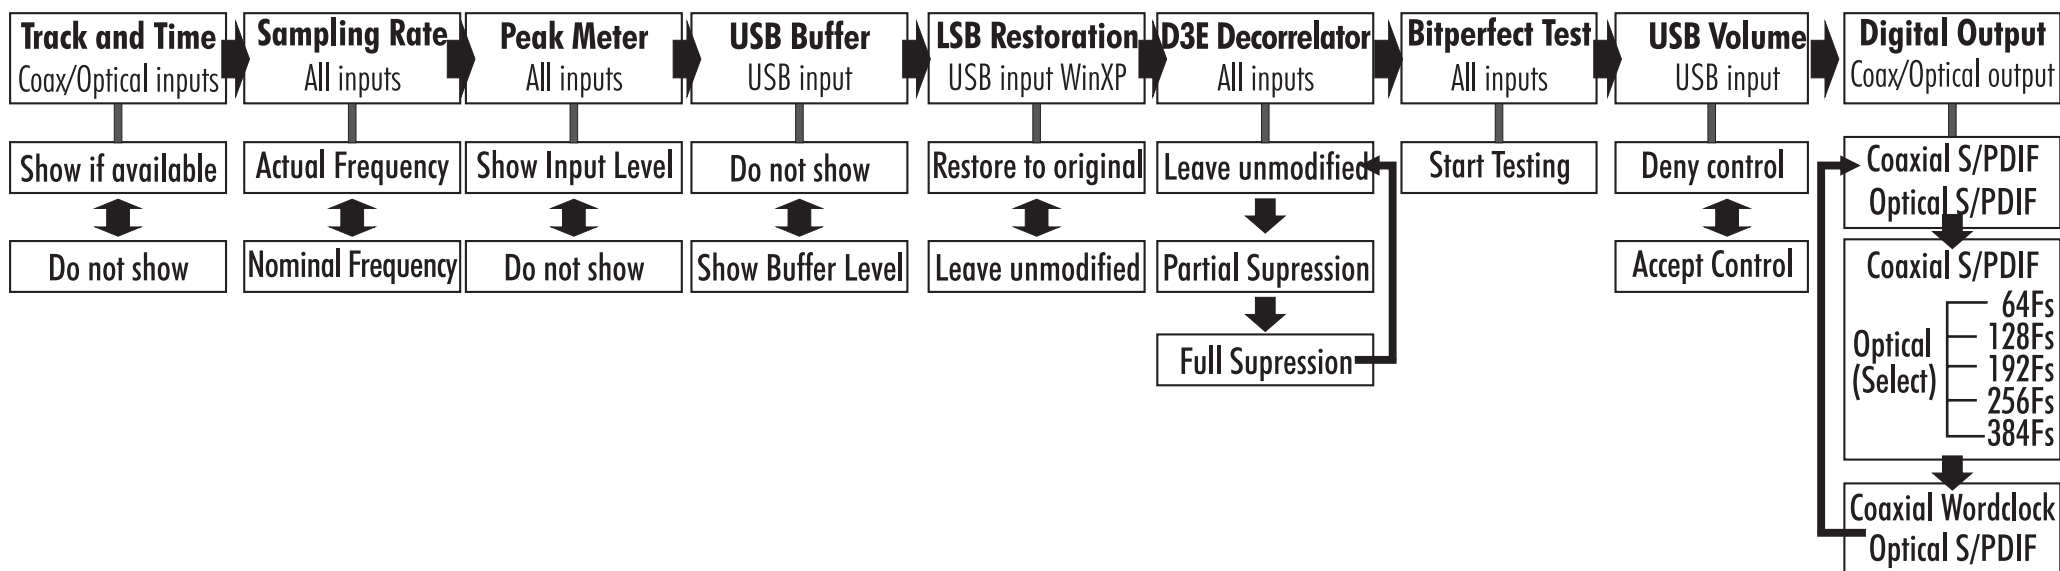 Track and Time
Coax/Optical inputs
Show if available
Do not show
Sampling Rate
All inputs
Actual Frequency
Nominal Frequency
Peak Meter
All inputs
Show Input Level
Do not show
USB Buffer
USB input
Do not show
Show Buffer Level
LSB Restoration
USB input WinXP
Restore to original
Leave unmodified
D3E Decorrelator
All inputs
Leave unmodified
Partial Supression
Full Supression
Bitperfect Test
All inputs
Start Testing
USB Volume
USB input
Deny control
Accept Control
Digital Output
Coax/Optical output
Coaxial S/PDIF
Optical S/PDIF
Coaxial S/PDIF
Optical
(Select)
64Fs
128Fs
192Fs
256Fs
384Fs
Coaxial Wordclock
Optical S/PDIF